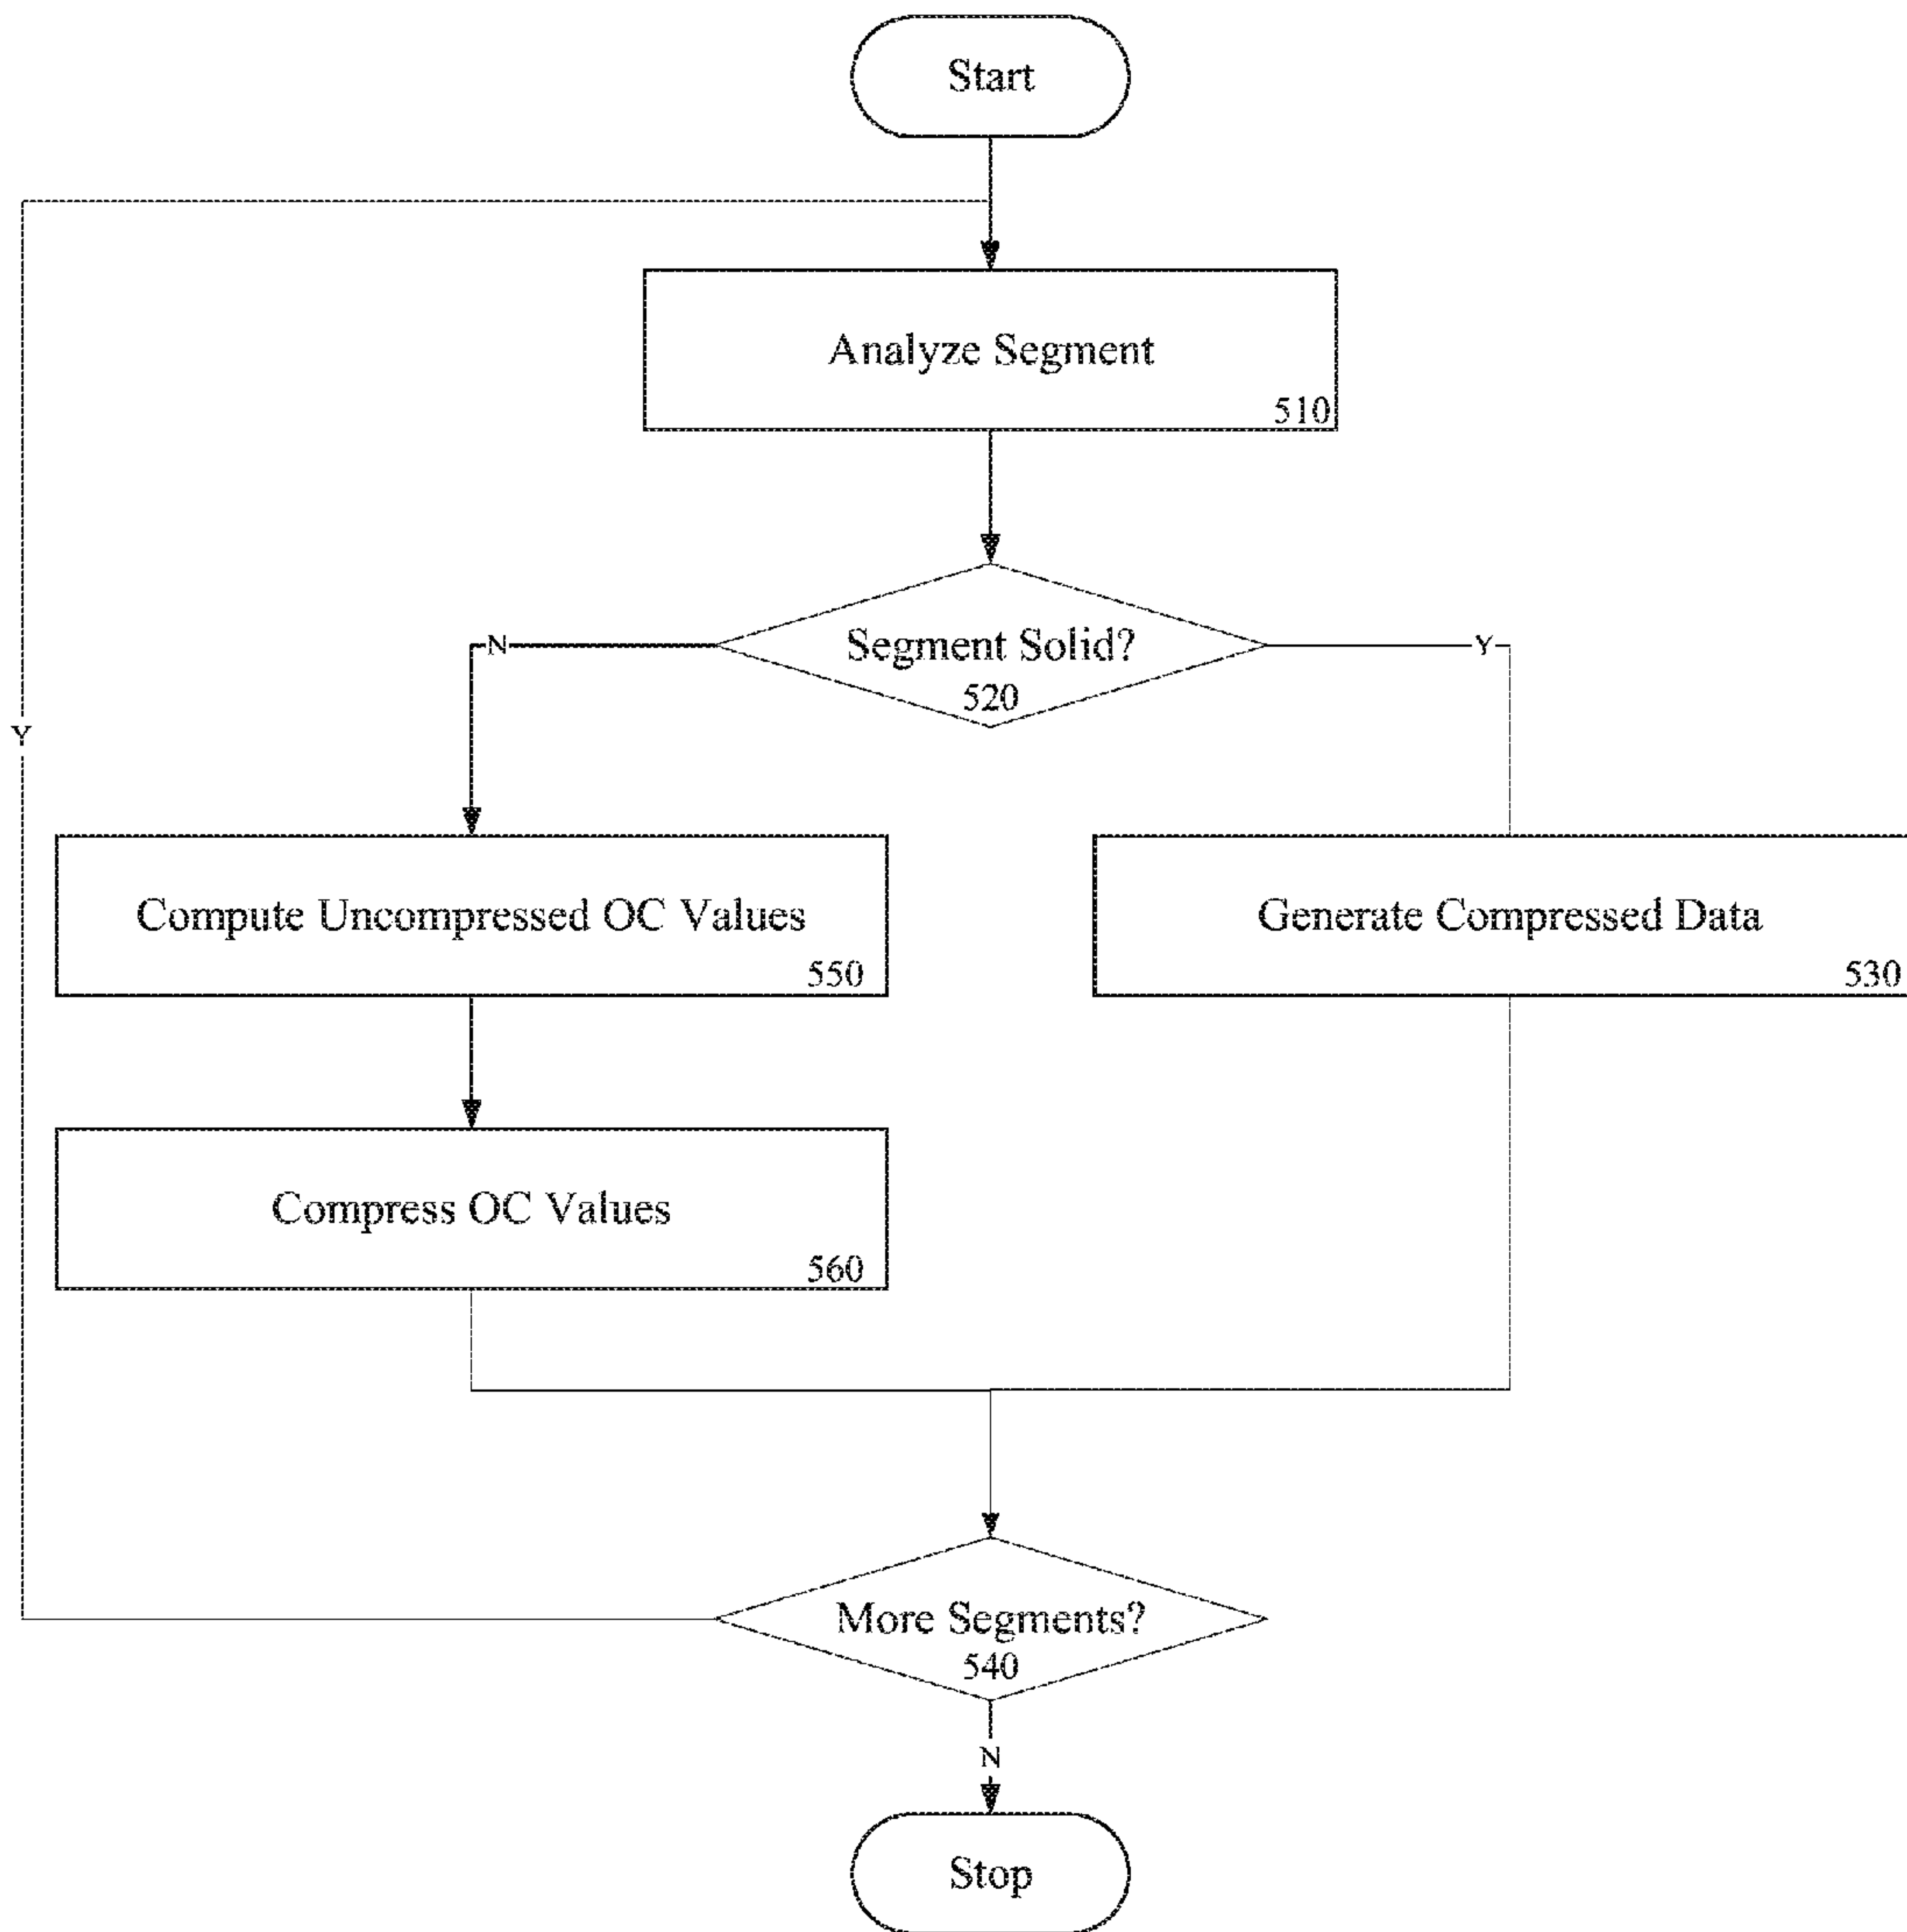 Start
Analyze Segment
510
N
Segment Solid?
Y
520
Y
Compute Uncompressed OC Values
550
Generate Compressed Data
530
Compress OC Values
560
More Segments?
540
N
Stop